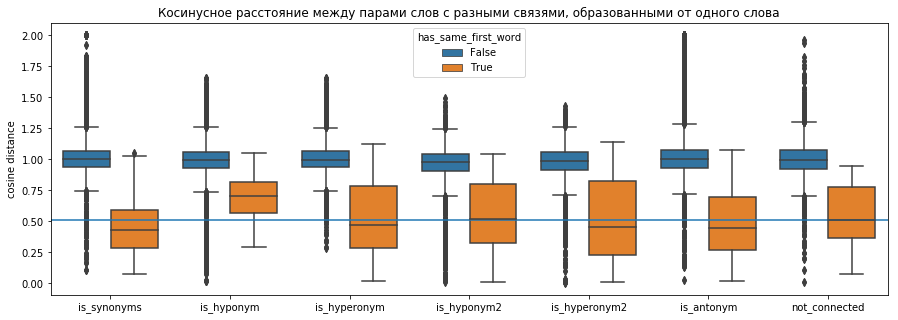 Косинусное расстояние между парами слов с разными связями, образованными от одного слова
has_same_first_word
False
True
cosine distance
2.00
1.75
1.50
1.25
1.00
0.75
0.50
0.25
0.00
is_synonyms is_hyponym is_hyperonym is_hyponym2 is_hyperonym2 is_antonym not_connected